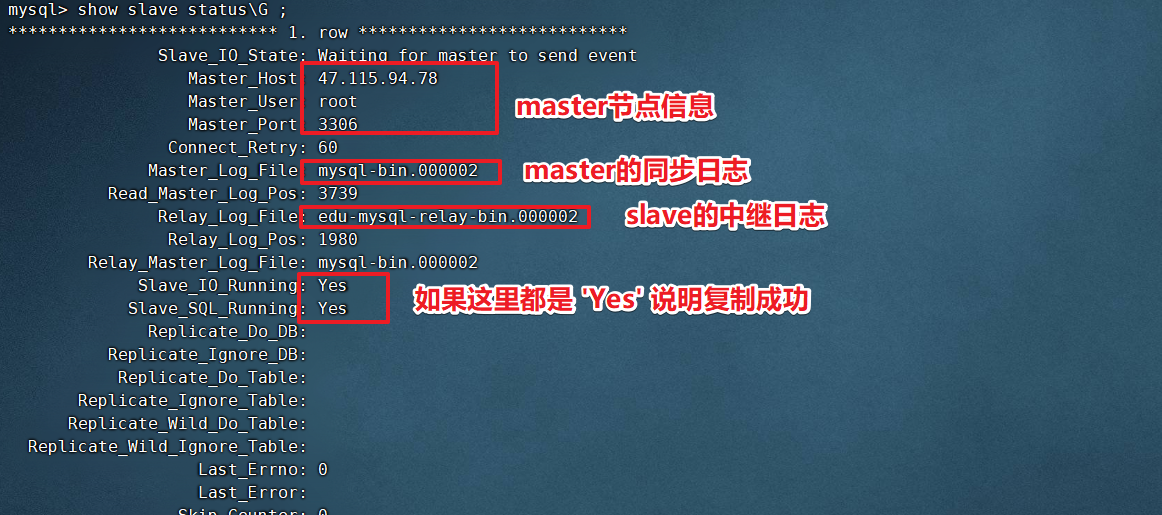 mysql> show slave status\G ;
*************************** 1. row ***************************
Slave_IO_State: Waiting for master to send event
Master_Host: 47.115.94.78
Master_User: root
master节点信息
Master_Port: 3306
Connect_Retry: 60
Master_Log_File: mysql-bin.000002 master的同步日志
Read_Master_Log_Pos: 3739
Relay_Log_File: edu-mysql-relay-bin.000002 slave的中继日志
Relay_Log_Pos: 1980
Relay_Master_Log_File: mysql-bin.000002
Slave_IO_Running: Yes
如果这里都是 'Yes' 说明复制成功
Slave_SQL_Running: Yes
Replicate_Do_DB:
Replicate_Ignore_DB:
Replicate_Do_Table:
Replicate_Ignore_Table:
Replicate_Wild_Do_Table:
Replicate_Wild_Ignore_Table:
Last_Errno: 0
Last_Error:
Skip_Counter: 0